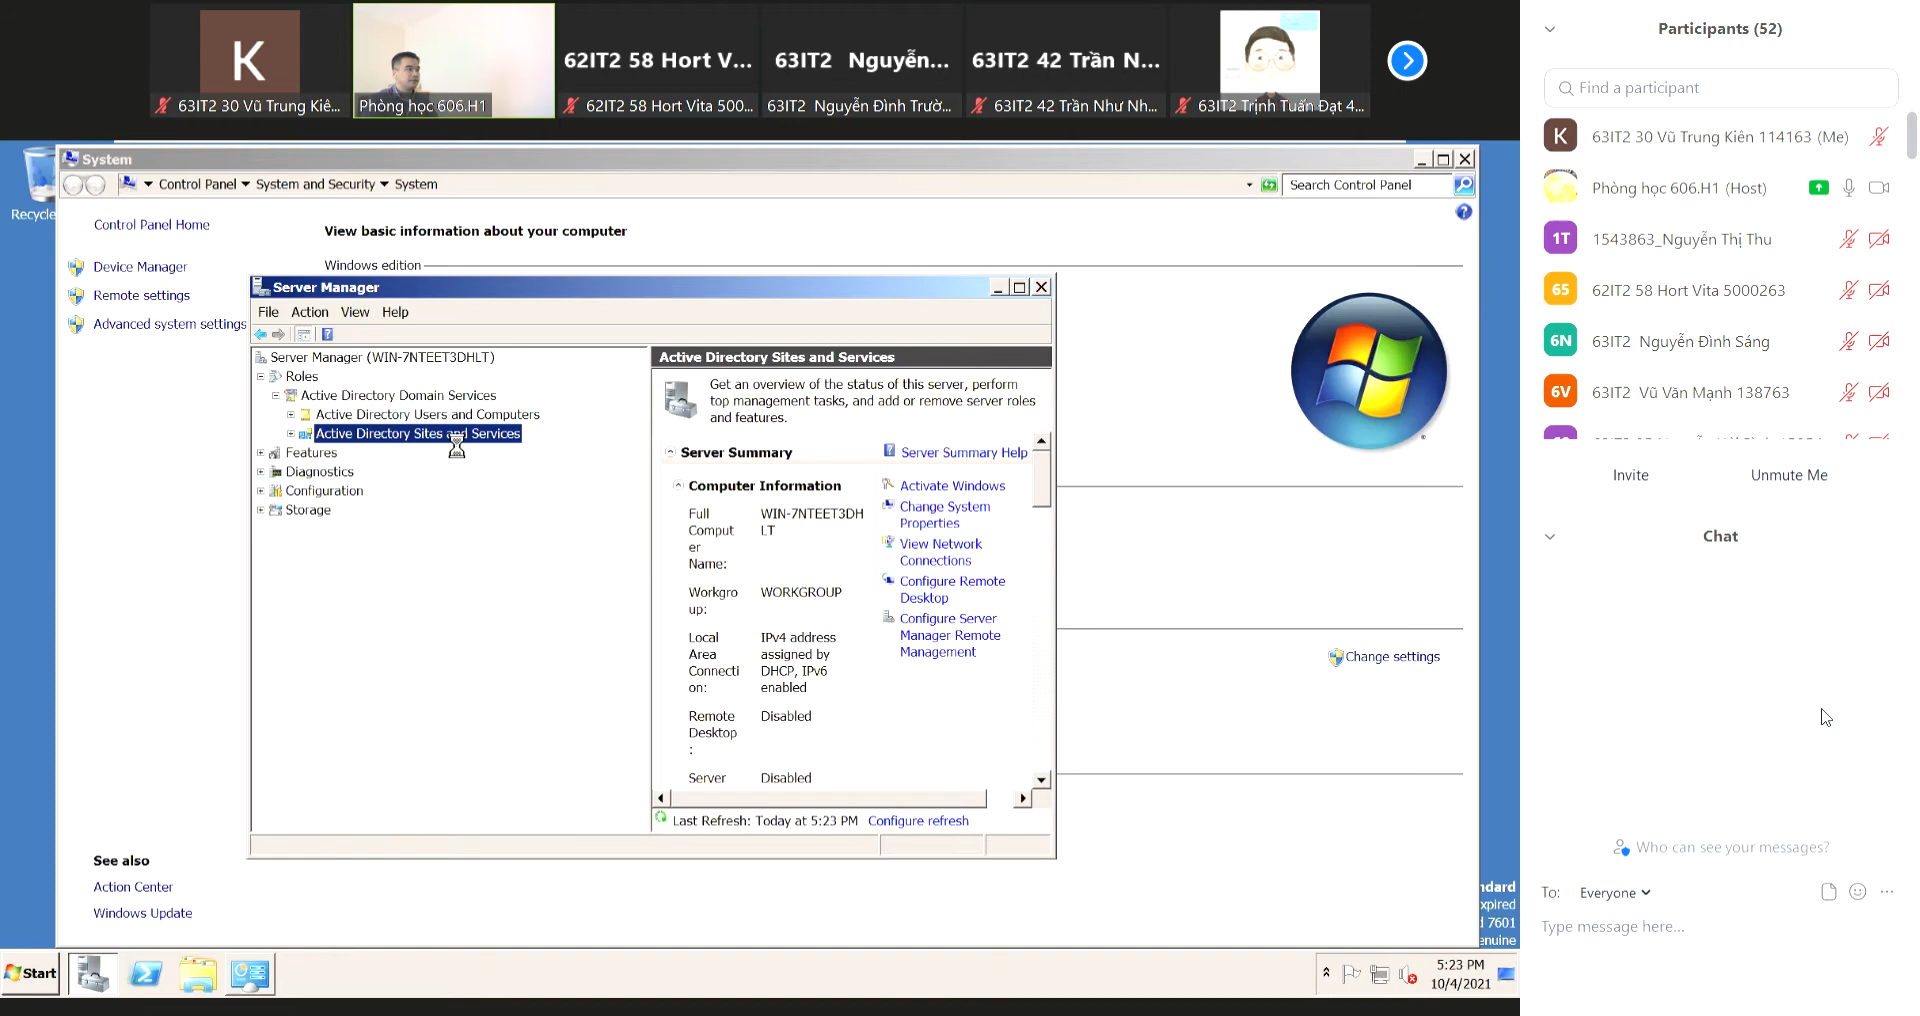 K
62IT2 58 Hort V...
63IT2 Nguyễn...
63IT2 42 Trần N...
63IT2 30 Vũ Trung Kiê...
Phòng học 606.H1
62IT2 58 Hort Vita 500...
63IT2 Nguyễn Đình Trườ...
63IT2 42 Trần Như Nh...
63IT2 Trịnh Tuấn Đạt 4...
Recycle
System
Control Panel
System and Security
System
Search Control Panel
Control Panel Home
Device Manager
Remote settings
Advanced system settings
View basic information about your computer
Windows edition
Server Manager
File Action View Help
Server Manager (WIN-7NTEET3DHLT)
Roles
Active Directory Domain Services
Active Directory Users and Computers
Active Directory Sites and Services
Features
Diagnostics
Configuration
Storage
Active Directory Sites and Services
Get an overview of the status of this server, perform
top management tasks, and add or remove server roles
and features.
Server Summary
Server Summary Help
Computer Information
Full
Comput
er
Name:
WIN-7NTEET3DH
LT
Workgro
up:
WORKGROUP
Local
Area
Connecti
on:
IPv4 address
assigned by
DHCP, IPv6
enabled
Remote
Desktop
:
Disabled
Server
Disabled
Activate Windows
Change System
Properties
View Network
Connections
Configure Remote
Desktop
Configure Server
Manager Remote
Management
Last Refresh: Today at 5:23 PM
Configure refresh
Change settings
See also
Action Center
Windows Update
ndard
xpired
7601
enuine
Start
5:23 PM
10/4/2021
Participants (52)
Find a participant
K
63IT2 30 Vũ Trung Kiên 114163 (Me)
Phòng học 606.H1 (Host)
1T
1543863_Nguyễn Thị Thu
65
62IT2 58 Hort Vita 5000263
6N
63IT2 Nguyễn Đình Sáng
6V
63IT2 Vũ Văn Mạnh 138763
Invite
Unmute Me
Chat
Who can see your messages?
To: Everyone
Type message here...